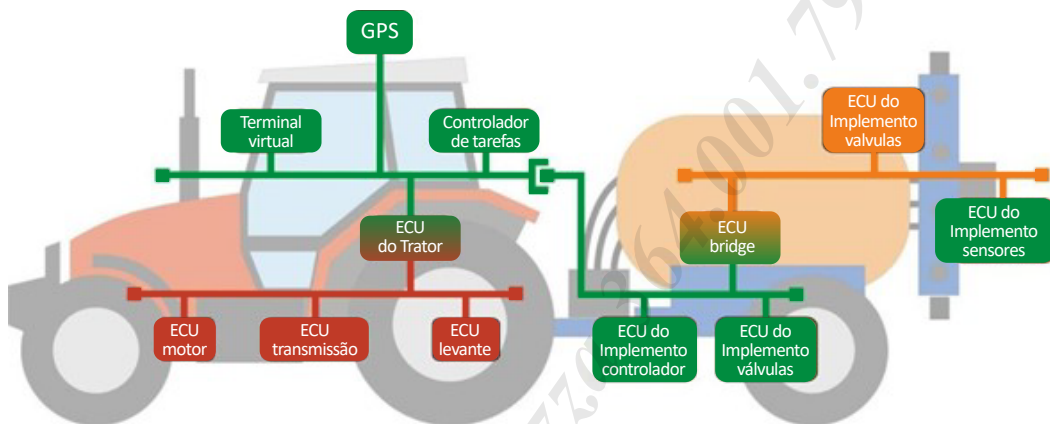 GPS
Terminal
virtual
Controlador
de tarefas
ECU do
Implemento
valvulas
ECU
do Trator
ECU
bridge
ECU do
Implemento
sensores
ECU
motor
ECU
transmissão
ECU
levante
ECU do
Implemento
controlador
ECU do
Implemento
válvulas